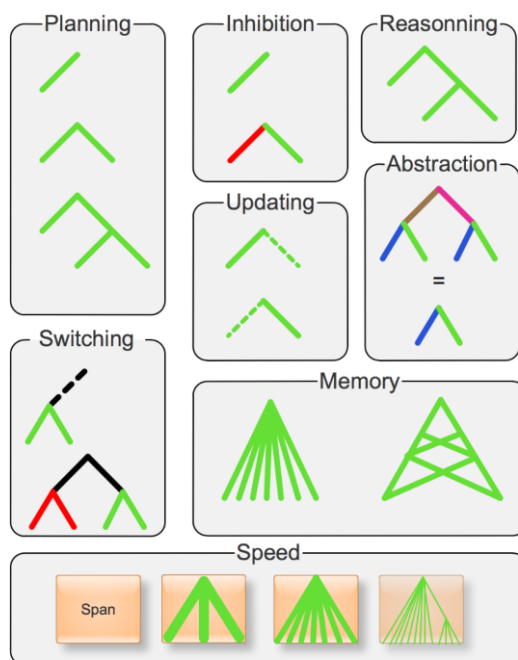 Planning
Inhibition
Reasonning
Abstraction
=
Updating
Switching
Memory
Speed
Span